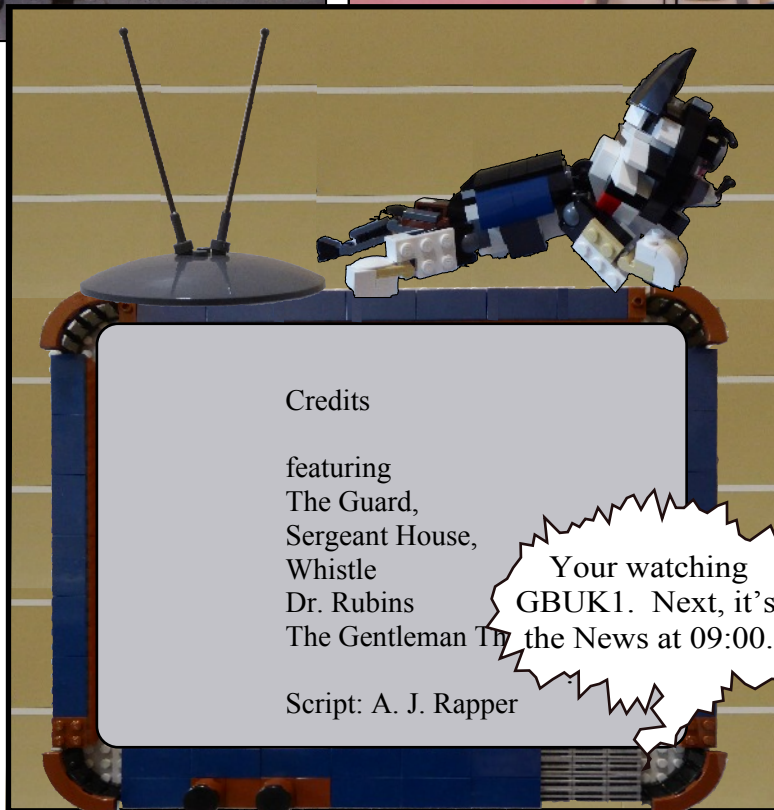 Credits
featuring
The Guard,
Sergeant House,
Whistle
Dr. Rubins
The Gentleman
Script: A. J. Rapper
Your watching
GBUK1. Next, it's
the News at 09:00.